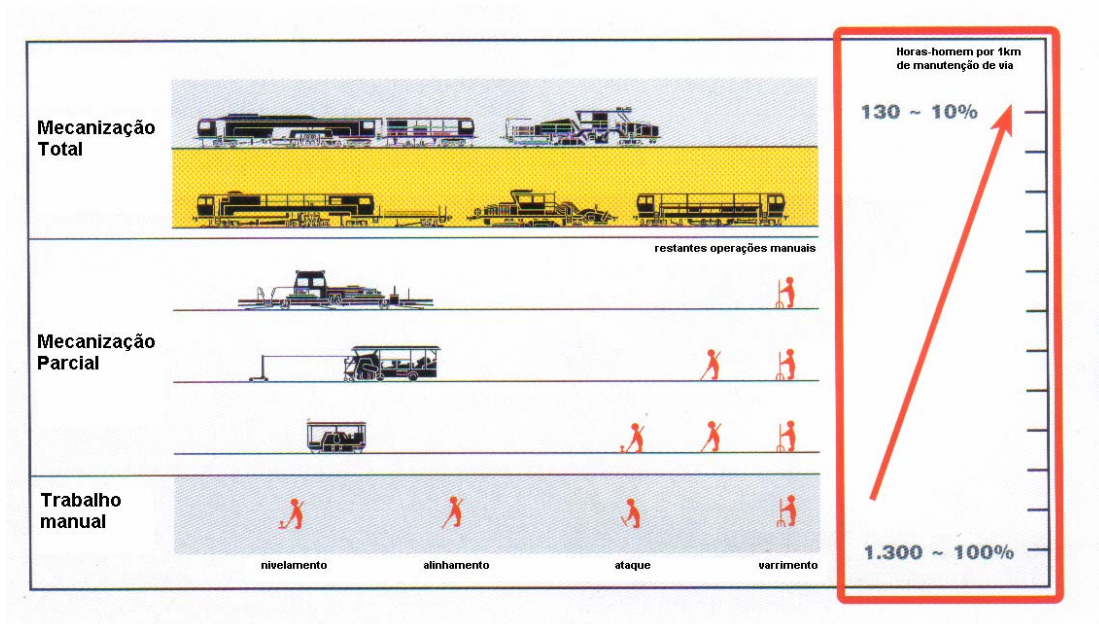 Horas-homem por 1km
de manutenção de via
130 ~ 10%
Mecanização
Total
restantes operações manuais
Mecanização
Parcial
Trabalho
manual
1.300 ~ 100%
nivelamento
alinhamento
ataque
varrimento